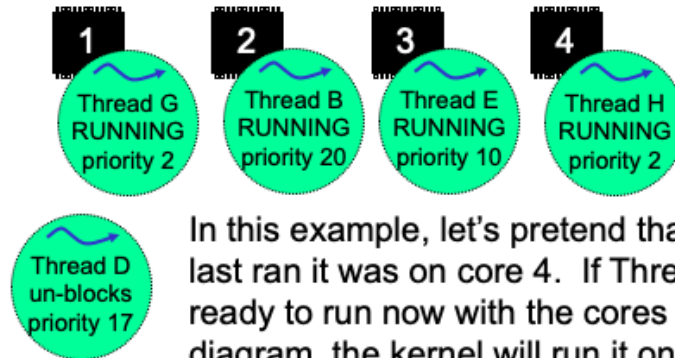 1
2
3
4
Thread G
RUNNING
priority 2
Thread B
RUNNING
priority 20
Thread E
RUNNING
priority 10
Thread H
RUNNING
priority 2
Thread D
un-blocks
priority 17
In this example, let's pretend
last ran it was on core 4. If
ready to run now with the cores
diagram, the kernel will run it on